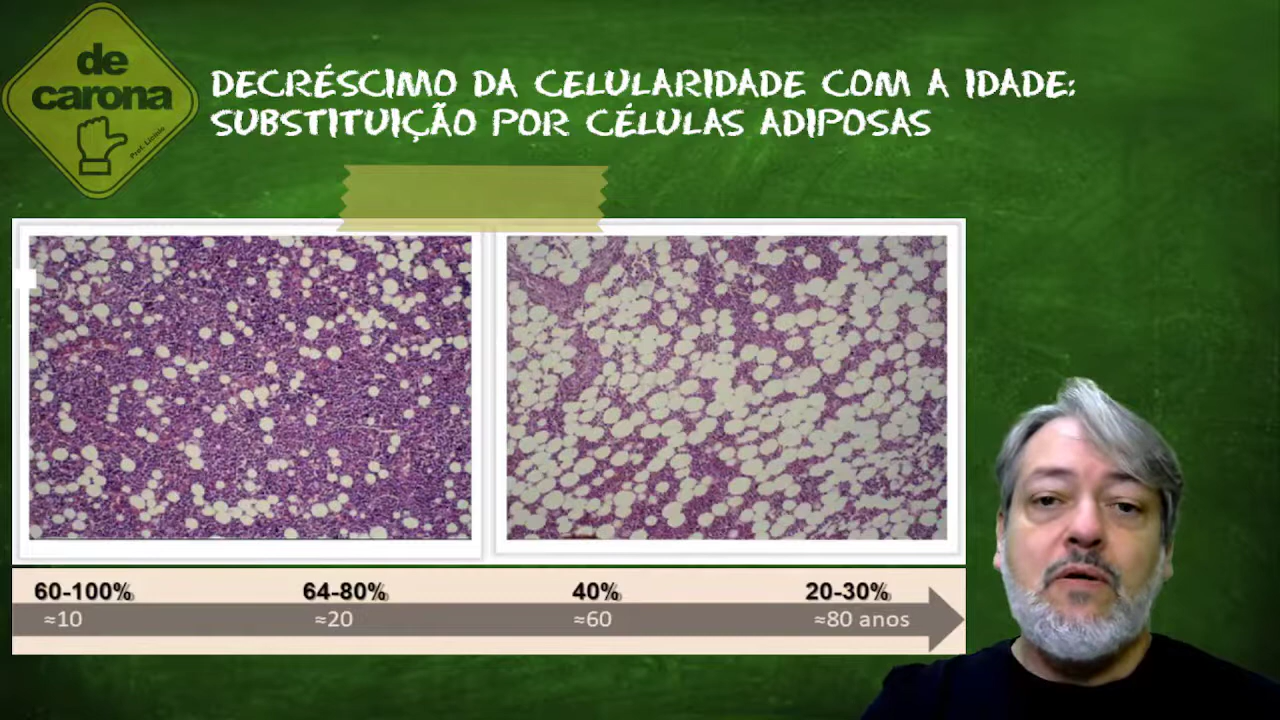 de
carona
Prof. Linicio
DECRÉSCIMO DA CELULARIDADE COM A IDADE:
SUBSTITUIÇÃO POR CÉLULAS ADIPOSAS
60-100% 64-80% 40% 20-30%
≈10 ≈20 ≈60 ≈80 anos